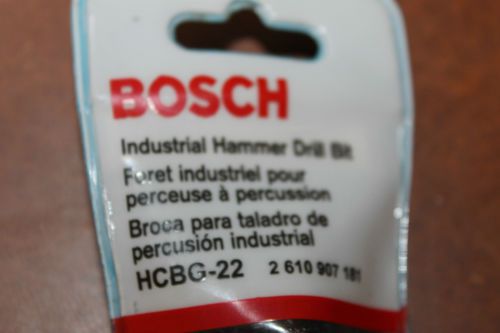 BOSCH
Industrial Hammer Drill Bit
Foret industriel pour
perceuse à percussion
Broca para taladro de
percusión industrial
HCBG-22 2 610 907 181